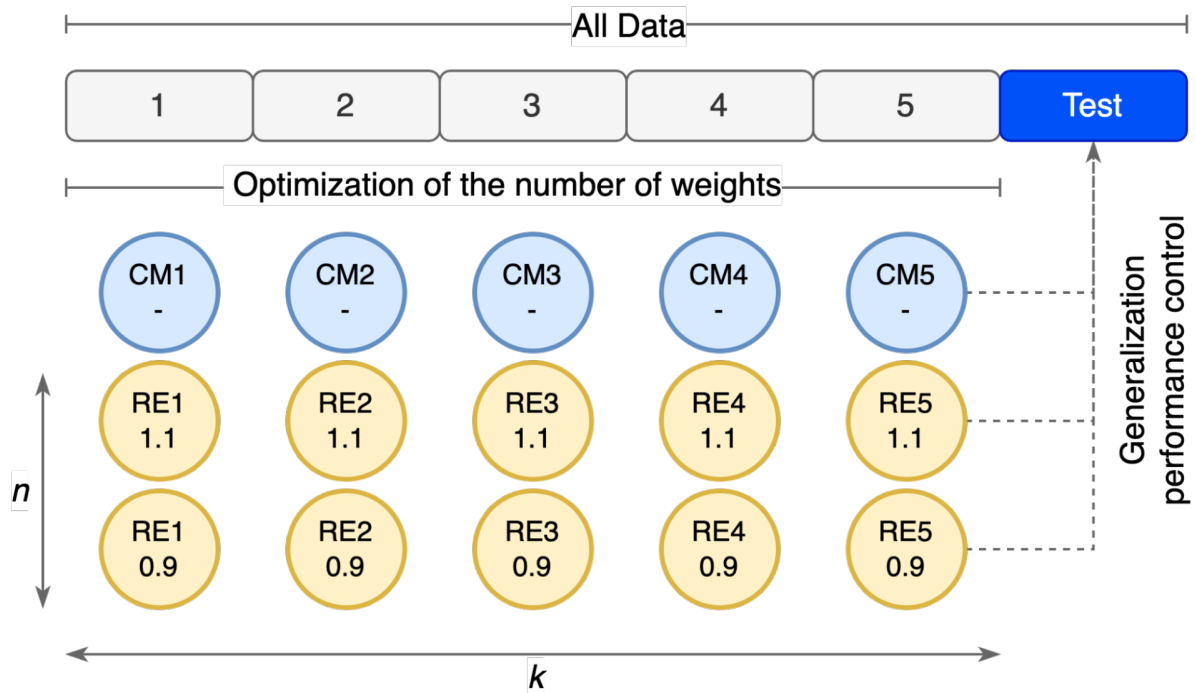 All Data
1 2 3 4 5 Test
Optimization of the number of weights
CM1 CM2 CM3 CM4 CM5
- - - - -
RE1 RE2 RE3 RE4 RE5
1.1 1.1 1.1 1.1 1.1
RE1 RE2 RE3 RE4 RE5
0.9 0.9 0.9 0.9 0.9
n
k
Generalization
performance control